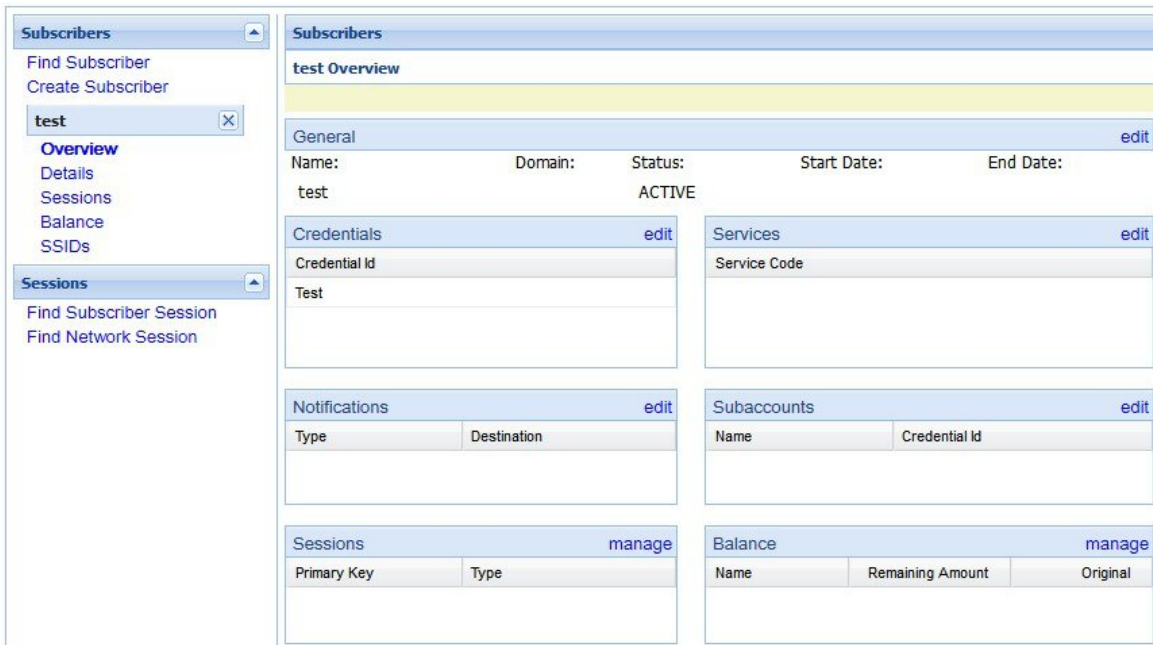 Subscribers
Find Subscriber
Create Subscriber
test
Overview
Details
Sessions
Balance
SSIDs
Sessions
Find Subscriber Session
Find Network Session
Subscribers
test Overview
General edit
Name: Domain: Status: Start Date: End Date:
test ACTIVE
Credentials edit
Credential Id
Test
Services edit
Service Code
Notifications edit
Type Destination
Subaccounts edit
Name Credential Id
Sessions manage
Primary Key Type
Balance manage
Name Remaining Amount Original